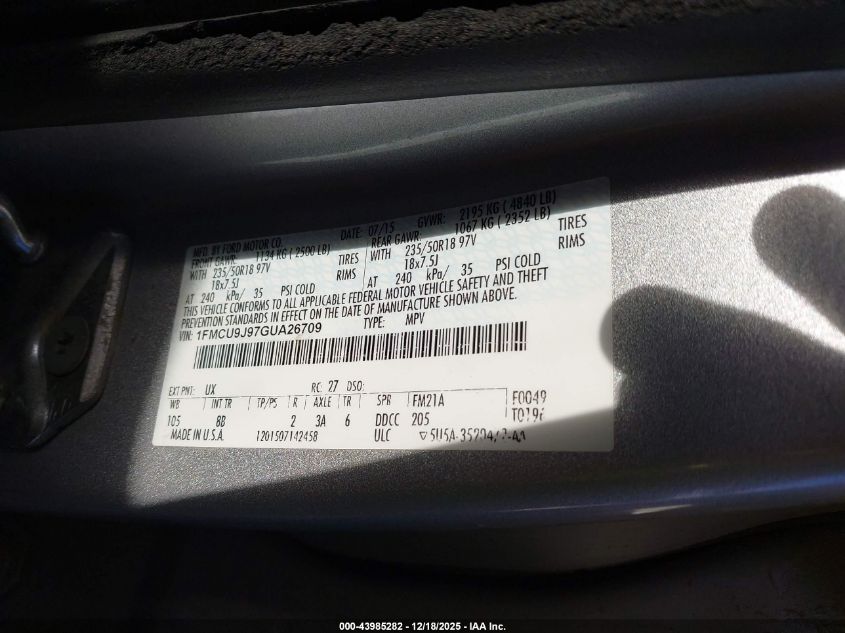 MFD. BY FORD MOTOR CO. DATE: 07/15 GVWR: 2195 KG ( 4840 LB)
FRONT GAWR: 1134 KG ( 2500 LB) REAR GAWR: 1067 KG ( 2352 LB)
WITH 235/50R18 97V TIRES WITH 235/50R18 97V TIRES
18x7.5J RIMS 18x7.5J RIMS
AT 240 kPa/ 35 PSI COLD AT 240 kPa/ 35 PSI COLD
THIS VEHICLE CONFORMS TO ALL APPLICABLE FEDERAL MOTOR VEHICLE SAFETY AND THEFT
PREVENTION STANDARDS IN EFFECT ON THE DATE OF MANUFACTURE SHOWN ABOVE.
VIN: 1FMCU9J97GUA26709 TYPE: MPV
EXT PNT: UX RC: 27 DSO:
WB INT TR TP/PS R AXLE TR SPR FM21A F0049
105 8B 2 3A 6 DDCC 205 T0196
MADE IN U.S.A. 1201507142458 ULC
000-43985282 - 12/18/2025 - IAA Inc.